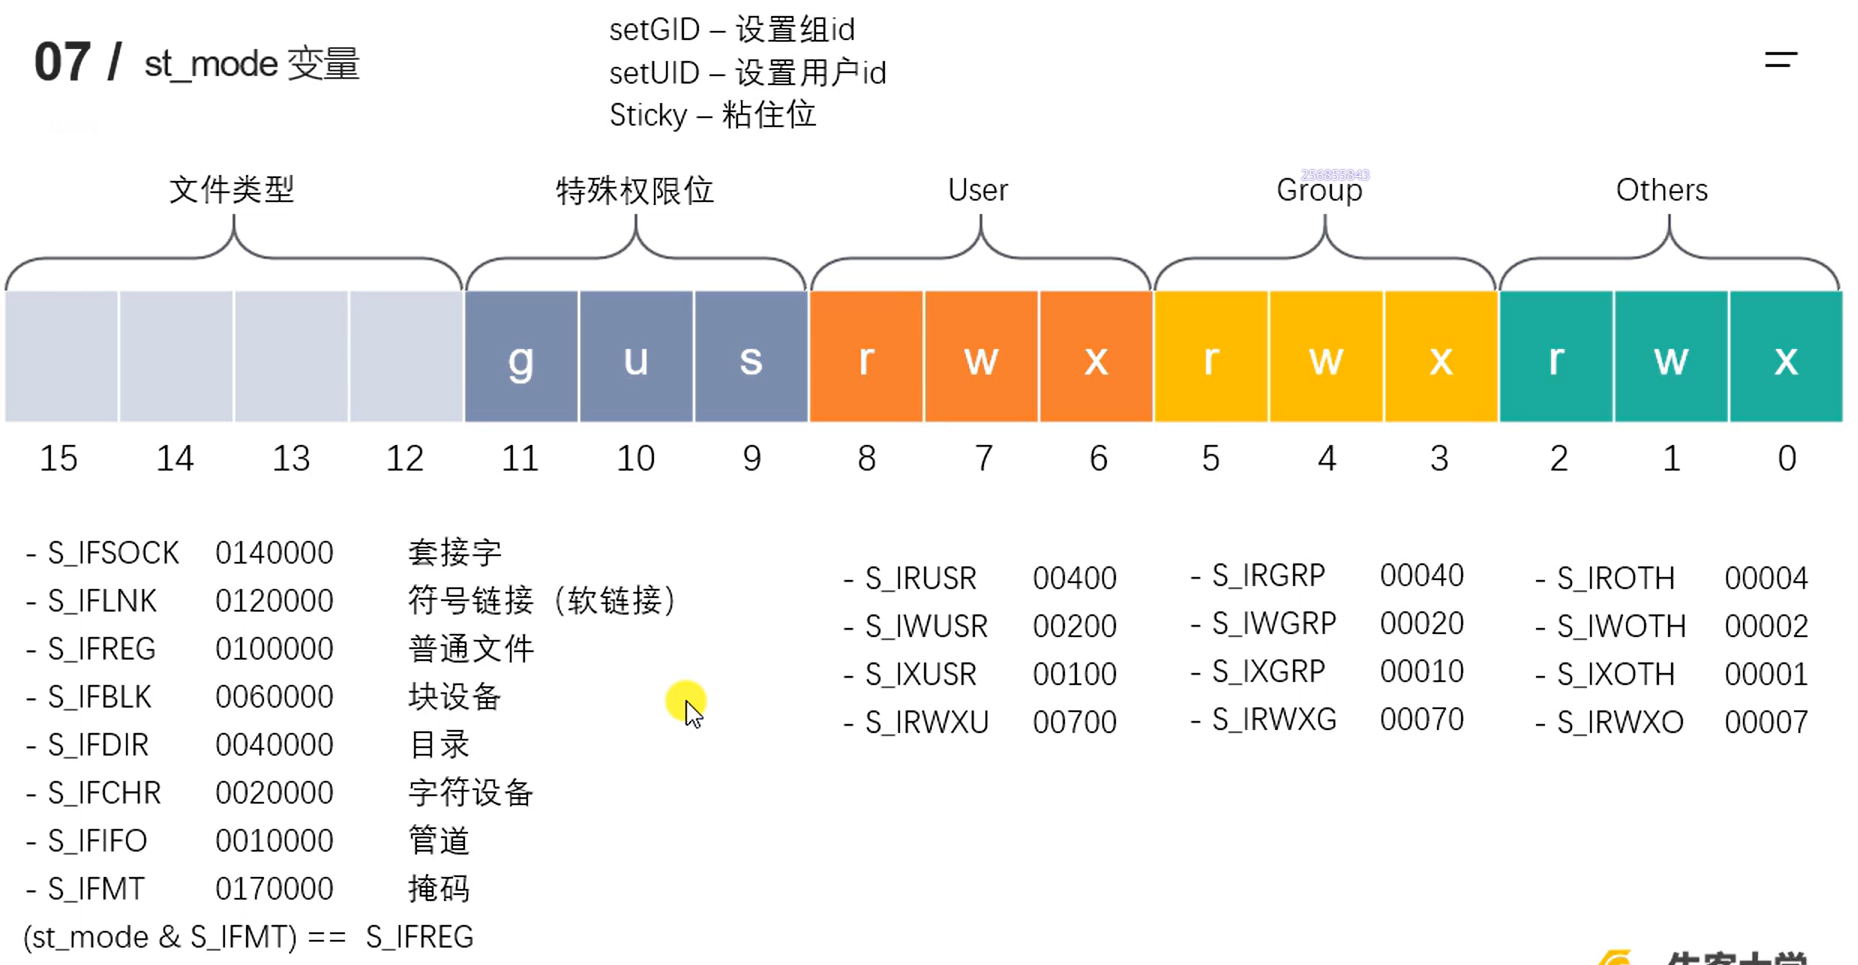 07 / st_mode 变量
setGID – 设置组id
setUID – 设置用户id
Sticky – 粘住位
文件类型 特殊权限位 User Group Others
256855843
g u s r w x r w x r w x
15 14 13 12 11 10 9 8 7 6 5 4 3 2 1 0
- S_IFSOCK 0140000 套接字
- S_IFLNK 0120000 符号链接（软链接）
- S_IFREG 0100000 普通文件
- S_IFBLK 0060000 块设备
- S_IFDIR 0040000 目录
- S_IFCHR 0020000 字符设备
- S_IFIFO 0010000 管道
- S_IFMT 0170000 掩码
(st_mode & S_IFMT) == S_IFREG
- S_IRUSR 00400
- S_IWUSR 00200
- S_IXUSR 00100
- S_IRWXU 00700
- S_IRGRP 00040
- S_IWGRP 00020
- S_IXGRP 00010
- S_IRWXG 00070
- S_IROTH 00004
- S_IWOTH 00002
- S_IXOTH 00001
- S_IRWXO 00007